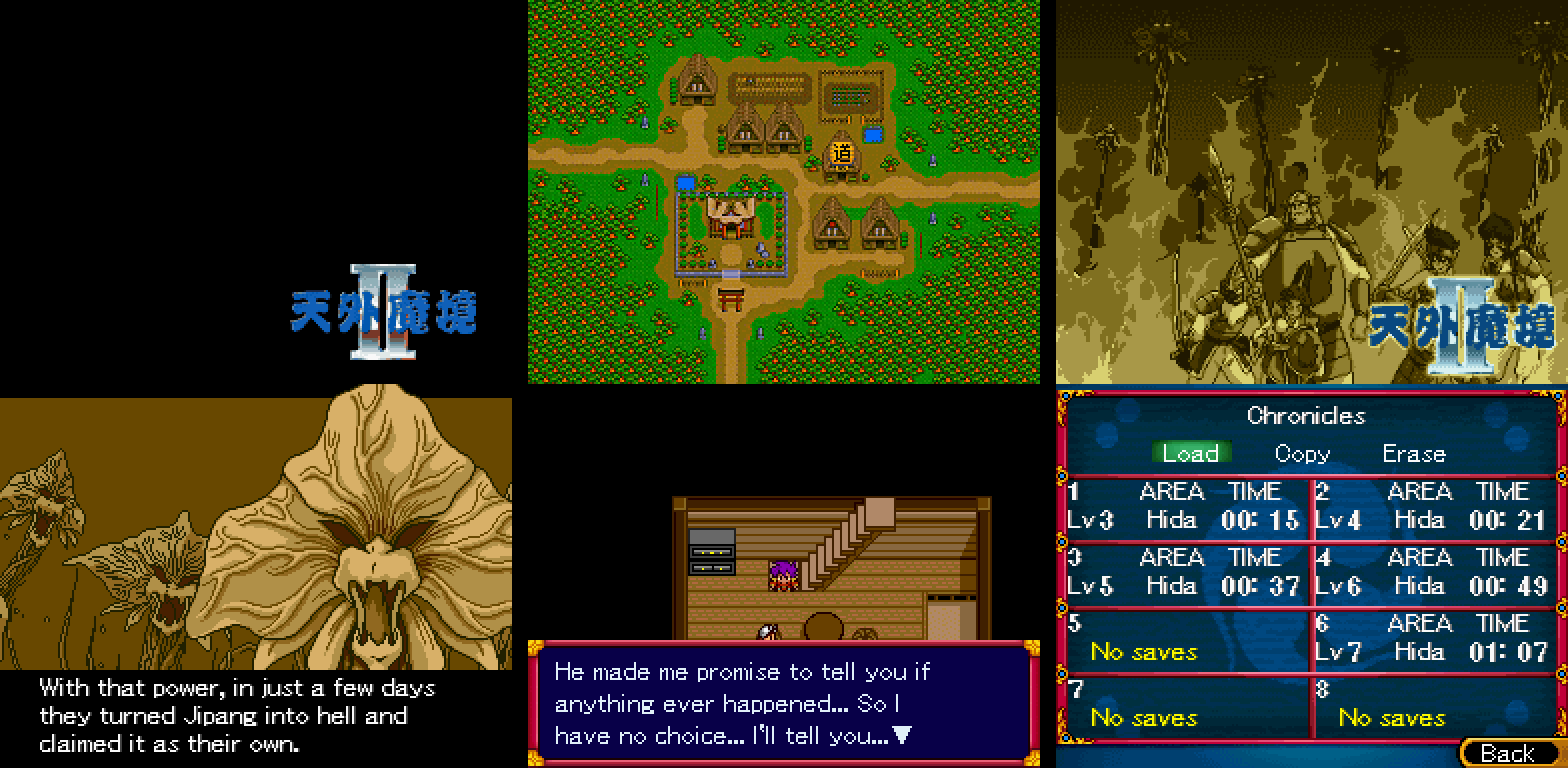 天外魔境
II
道
天外魔境
II
With that power, in just a few days
they turned Jipang into hell and
claimed it as their own.
He made me promise to tell you if
anything ever happened... So I
have no choice... I'll tell you...▼
Chronicles
Load Copy Erase
1 AREA TIME
Lv3 Hida 00:15
2 AREA TIME
Lv4 Hida 00:21
3 AREA TIME
Lv5 Hida 00:37
4 AREA TIME
Lv6 Hida 00:49
5
No saves
6 AREA TIME
Lv7 Hida 01:07
7
No saves
8
No saves
Back